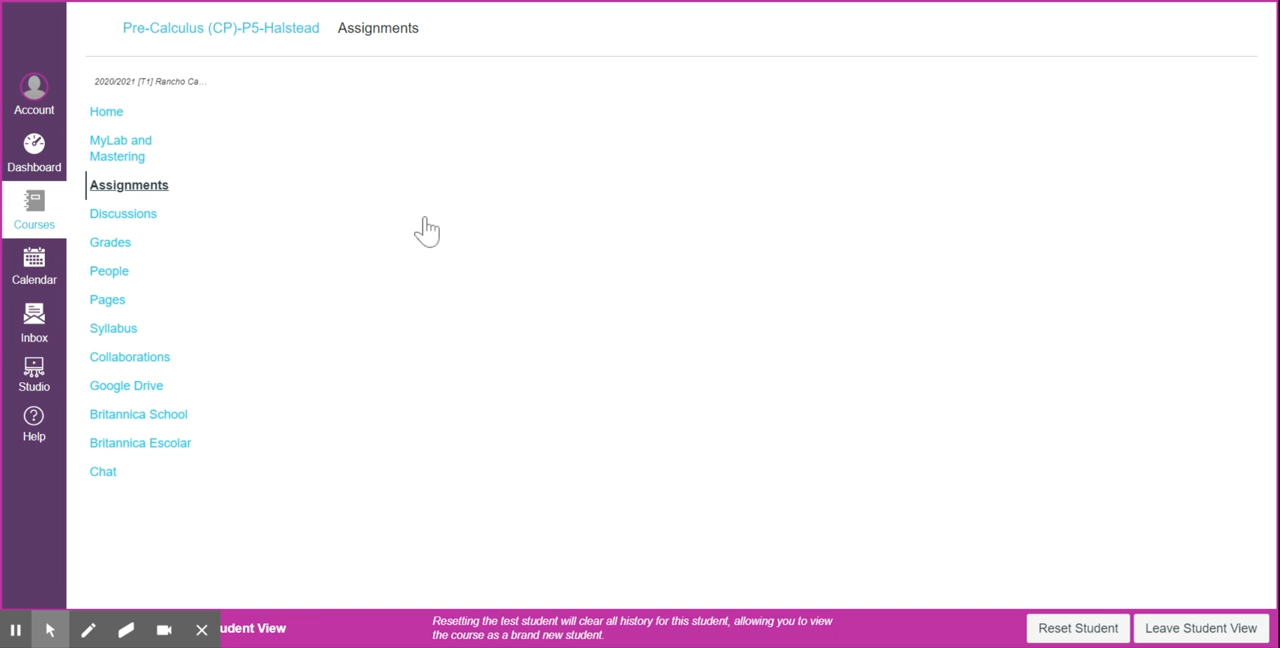 Pre-Calculus (CP)-P5-Halstead Assignments
2020/2021 [T1] Rancho Ca...
Account
Dashboard
Courses
Calendar
Inbox
Studio
Help
Home
MyLab and
Mastering
Assignments
Discussions
Grades
People
Pages
Syllabus
Collaborations
Google Drive
Britannica School
Britannica Escolar
Chat
udent View
Resetting the test student will clear all history for this student, allowing you to view
the course as a brand new student.
Reset Student
Leave Student View